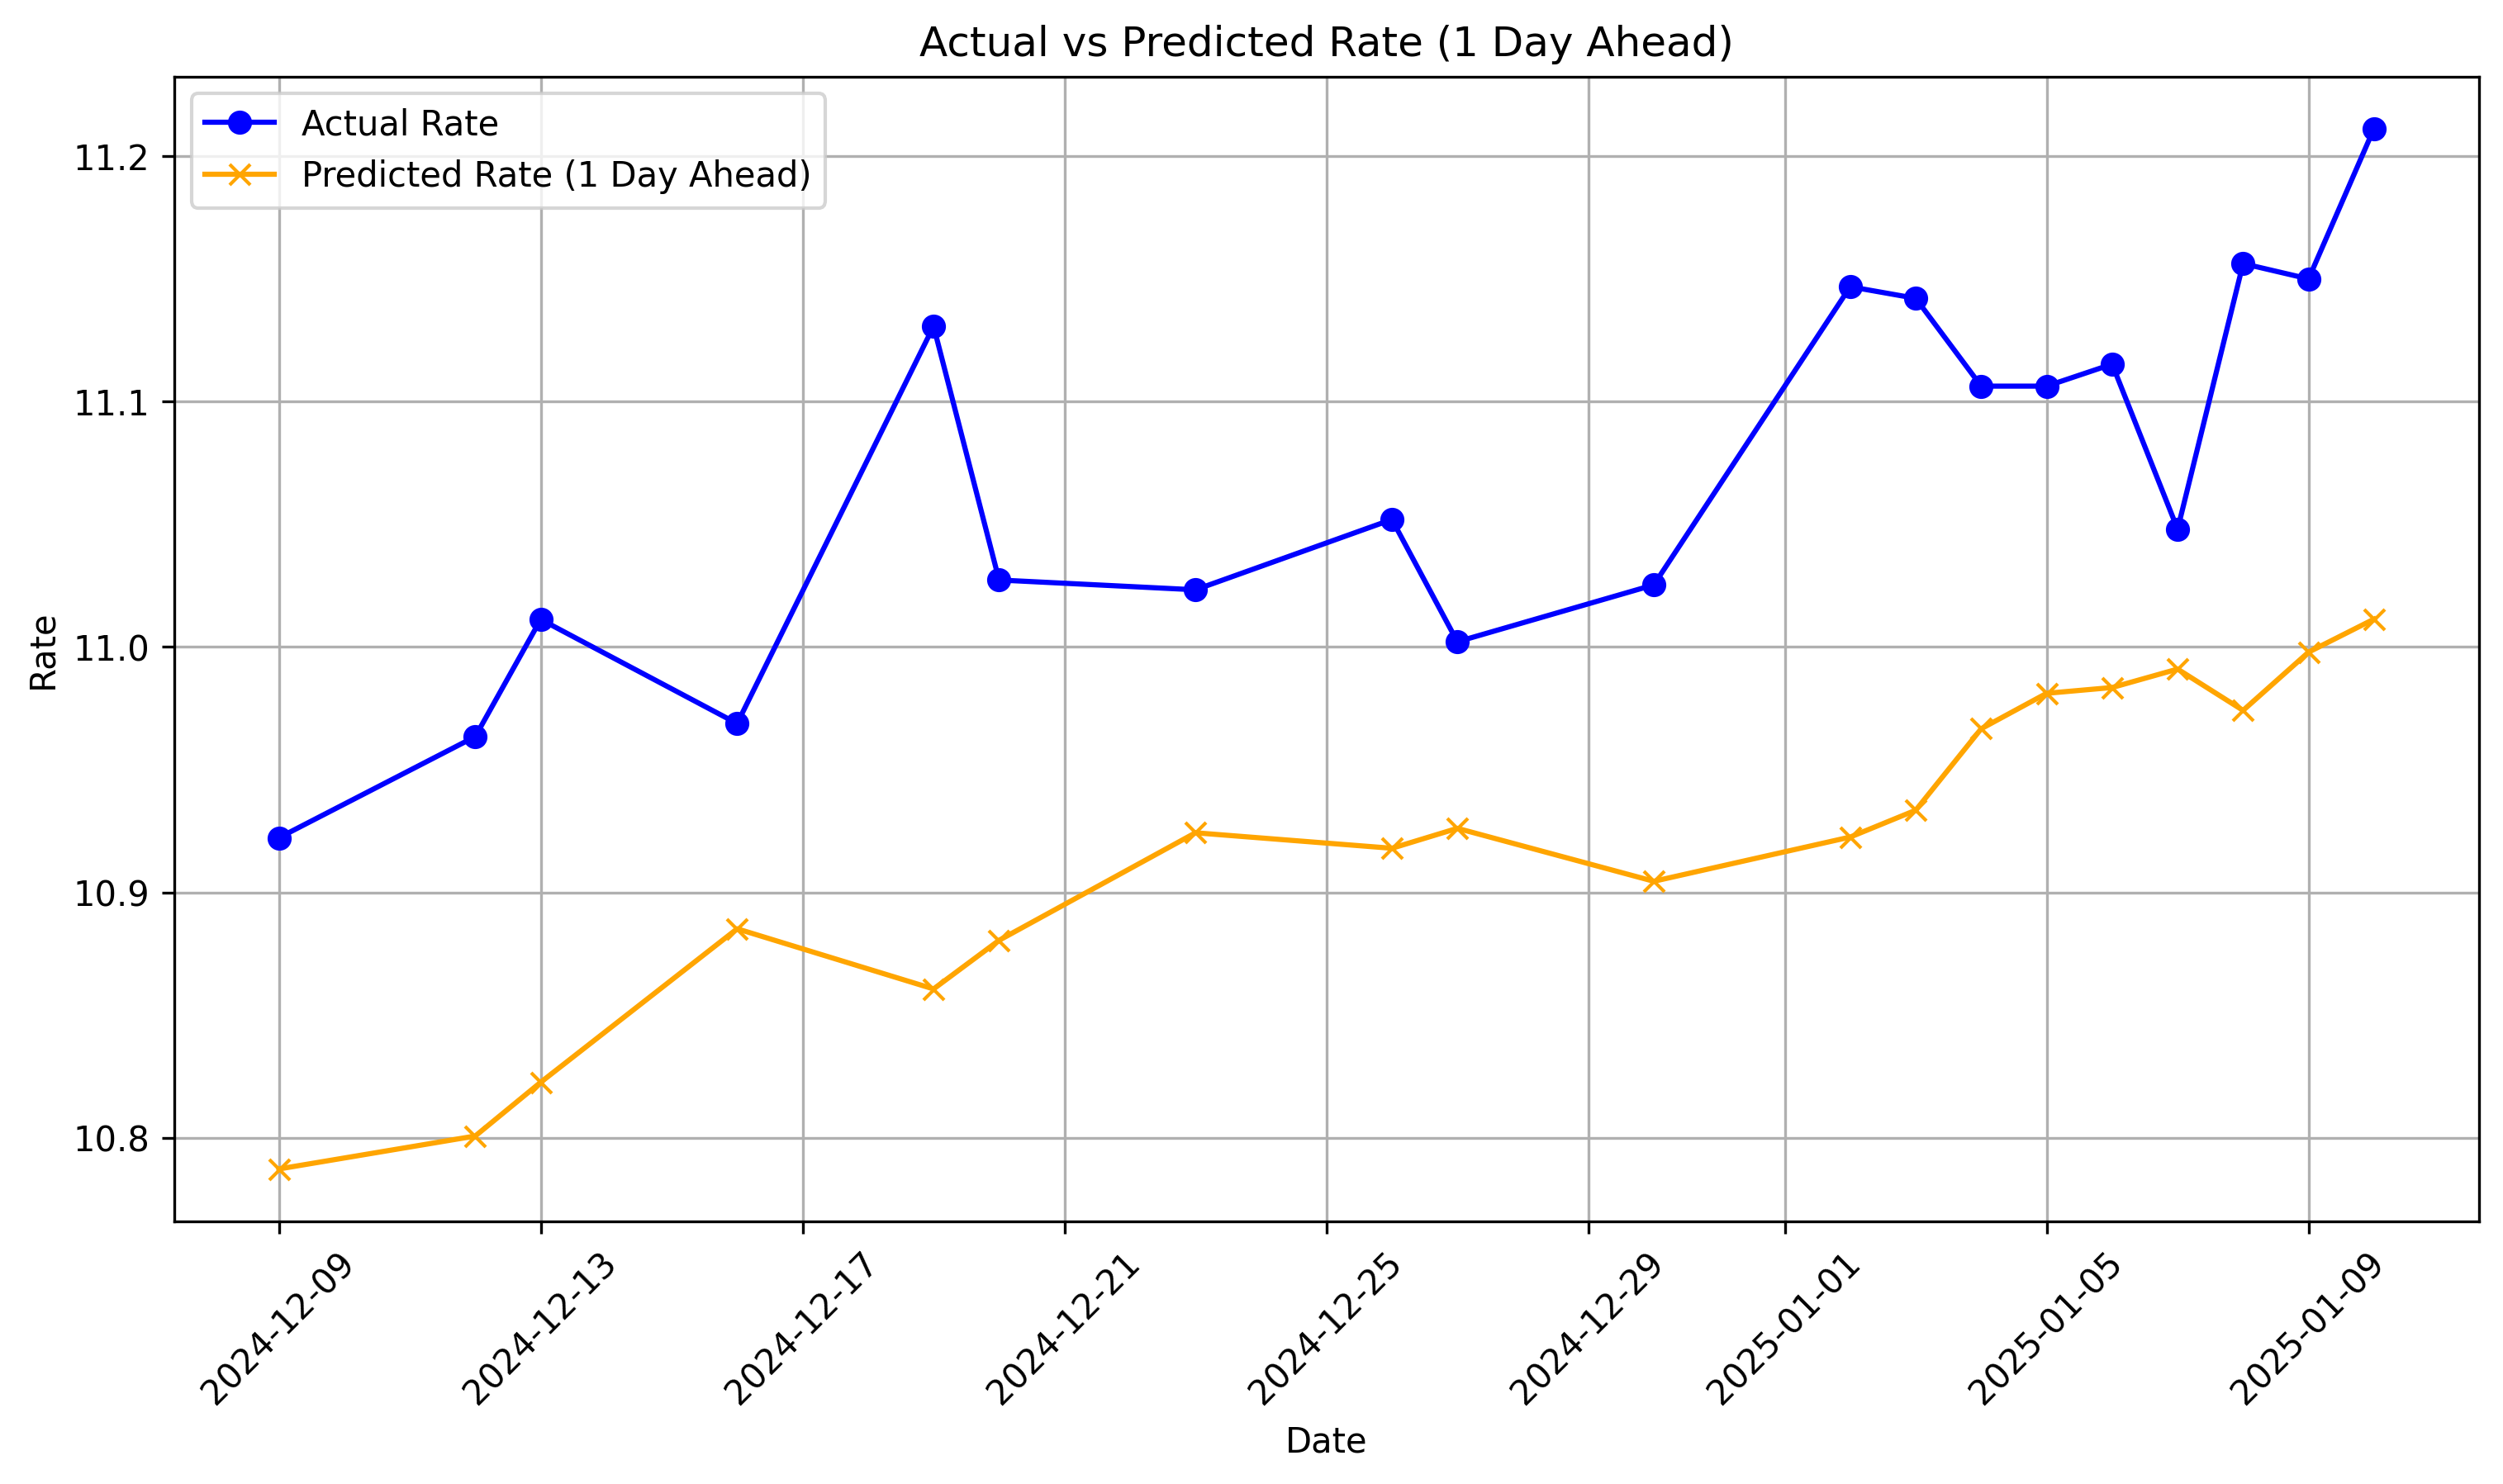 Actual vs Predicted Rate (1 Day Ahead)
Actual Rate
Predicted Rate (1 Day Ahead)
Rate
11.2
11.1
11.0
10.9
10.8
2024-12-09
2024-12-13
2024-12-17
2024-12-21
2024-12-25
2024-12-29
2025-01-01
2025-01-05
2025-01-09
Date